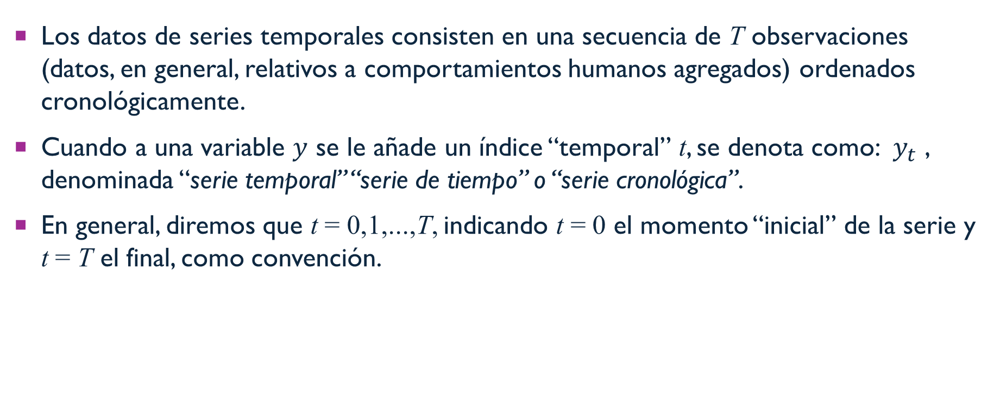 ▪ Los datos de series temporales consisten en una secuencia de T observaciones
(datos, en general, relativos a comportamientos humanos agregados) ordenados
cronológicamente.
▪ Cuando a una variable y se le añade un índice “temporal” t, se denota como: yₜ ,
denominada “serie temporal” “serie de tiempo” o “serie cronológica”.
▪ En general, diremos que t = 0,1,...,T, indicando t = 0 el momento “inicial” de la serie y
t = T el final, como convención.